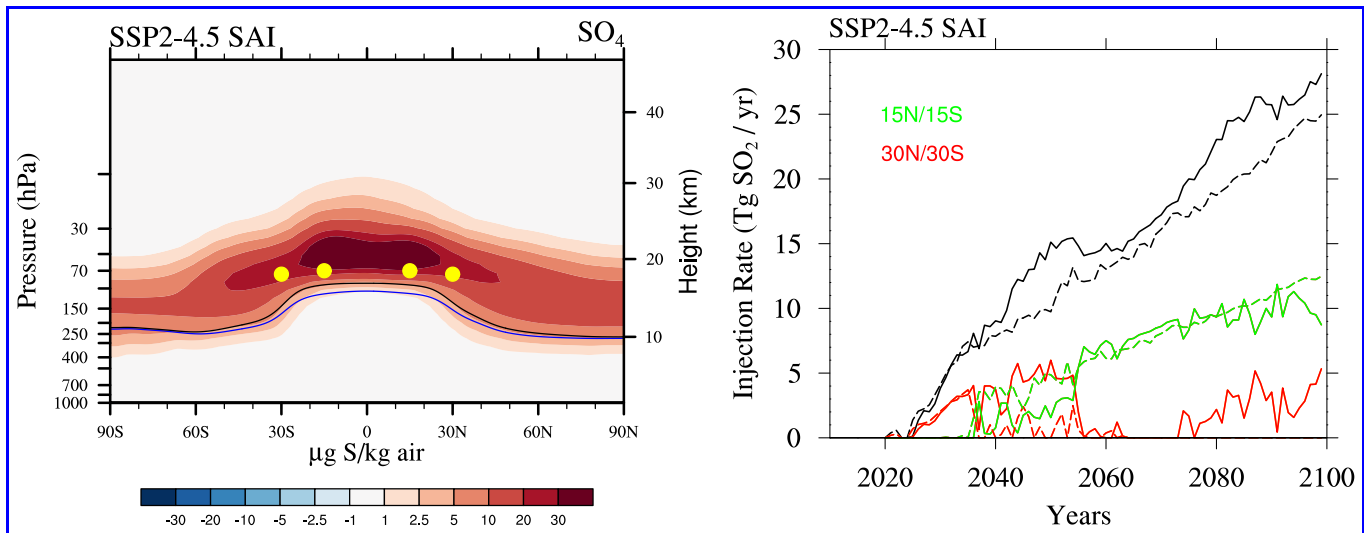 SSP2-4.5 SAI SO₄
Pressure (hPa)
30
70
150
250
400
700
1000
40
30
20
10
Height (km)
90S 60S 30S 0 30N 60N 90N
µg S/kg air
-30 -20 -10 -5 -2.5 -1 1 2.5 5 10 20 30
SSP2-4.5 SAI
Injection Rate (Tg SO₂ / yr)
30
25
20
15
10
5
0
15N/15S
30N/30S
2020 2040 2060 2080 2100
Years